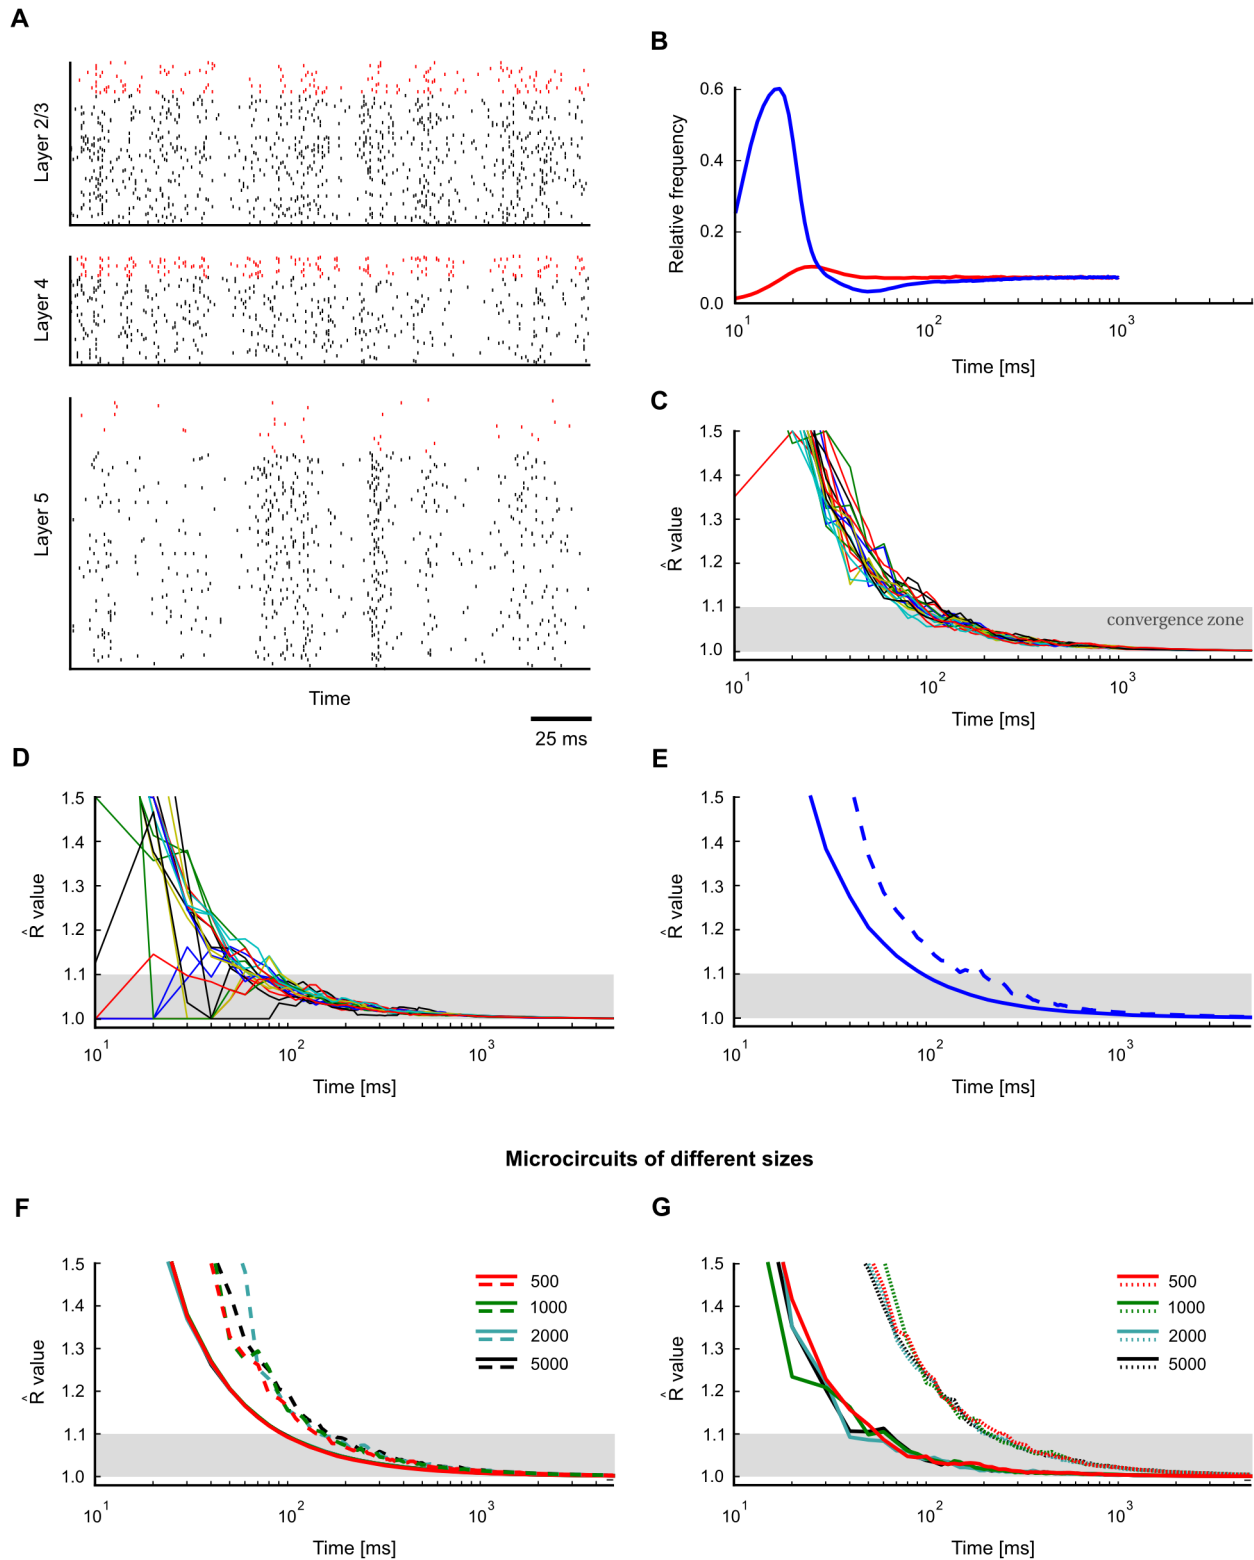 A
Layer 2/3
Layer 4
Layer 5
Time
25 ms
B
Relative frequency
0.6
0.4
0.2
0.0
10
10²
10³
Time [ms]
C
R̂ value
1.5
1.4
1.3
1.2
1.1
1.0
convergence zone
10¹
10²
10³
Time [ms]
D
R̂ value
1.5
1.4
1.3
1.2
1.1
1.0
10¹
10²
10³
Time [ms]
E
R̂ value
1.5
1.4
1.3
1.2
1.1
1.0
10¹
10²
10³
Time [ms]
Microcircuits of different sizes
F
R̂ value
1.5
1.4
1.3
1.2
1.1
1.0
500
1000
2000
5000
10¹
10²
10³
Time [ms]
G
R̂ value
1.5
1.4
1.3
1.2
1.1
1.0
500
1000
2000
5000
10¹
10²
10³
Time [ms]